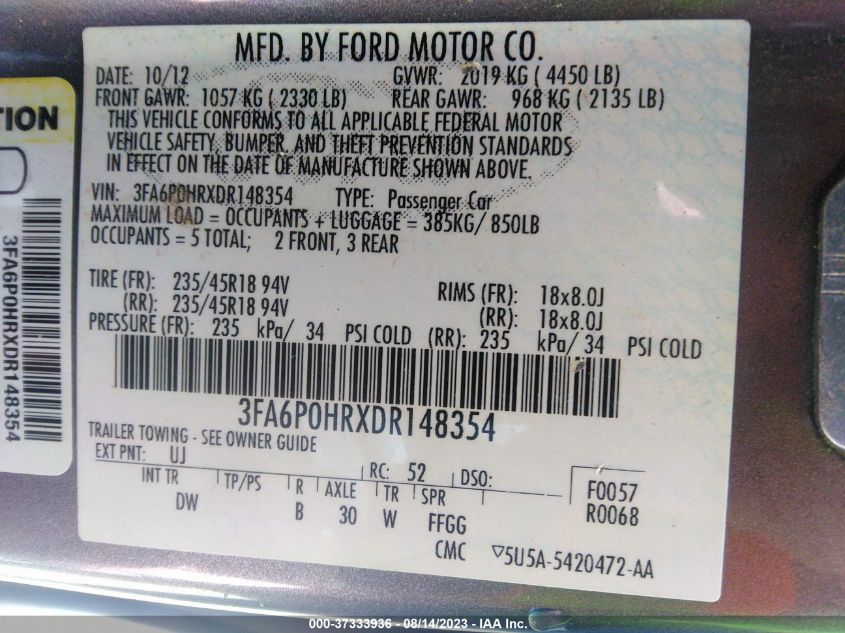 MFD. BY FORD MOTOR CO.
DATE: 10/12 GVWR: 2019 KG ( 4450 LB)
FRONT GAWR: 1057 KG ( 2330 LB) REAR GAWR: 968 KG ( 2135 LB)
THIS VEHICLE CONFORMS TO ALL APPLICABLE FEDERAL MOTOR
VEHICLE SAFETY, BUMPER, AND THEFT PREVENTION STANDARDS
IN EFFECT ON THE DATE OF MANUFACTURE SHOWN ABOVE.
VIN: 3FA6P0HRXDR148354 TYPE: Passenger Car
MAXIMUM LOAD = OCCUPANTS + LUGGAGE = 385KG/ 850LB
OCCUPANTS = 5 TOTAL; 2 FRONT, 3 REAR
TIRE (FR): 235/45R18 94V RIMS (FR): 18x8.0J
(RR): 235/45R18 94V (RR): 18x8.0J
PRESSURE (FR): 235 kPa/ 34 PSI COLD (RR): 235 kPa/ 34 PSI COLD
3FA6P0HRXDR148354
TRAILER TOWING - SEE OWNER GUIDE
EXT PNT: UJ RC: 52 DSO: F0057
INT TR TP/PS R AXLE TR SPR R0068
DW B 30 W FFGG
CMC ▽5U5A-5420472-AA
TION
3FA6P0HRXDR148354
000-37333936 - 08/14/2023 - IAA Inc.